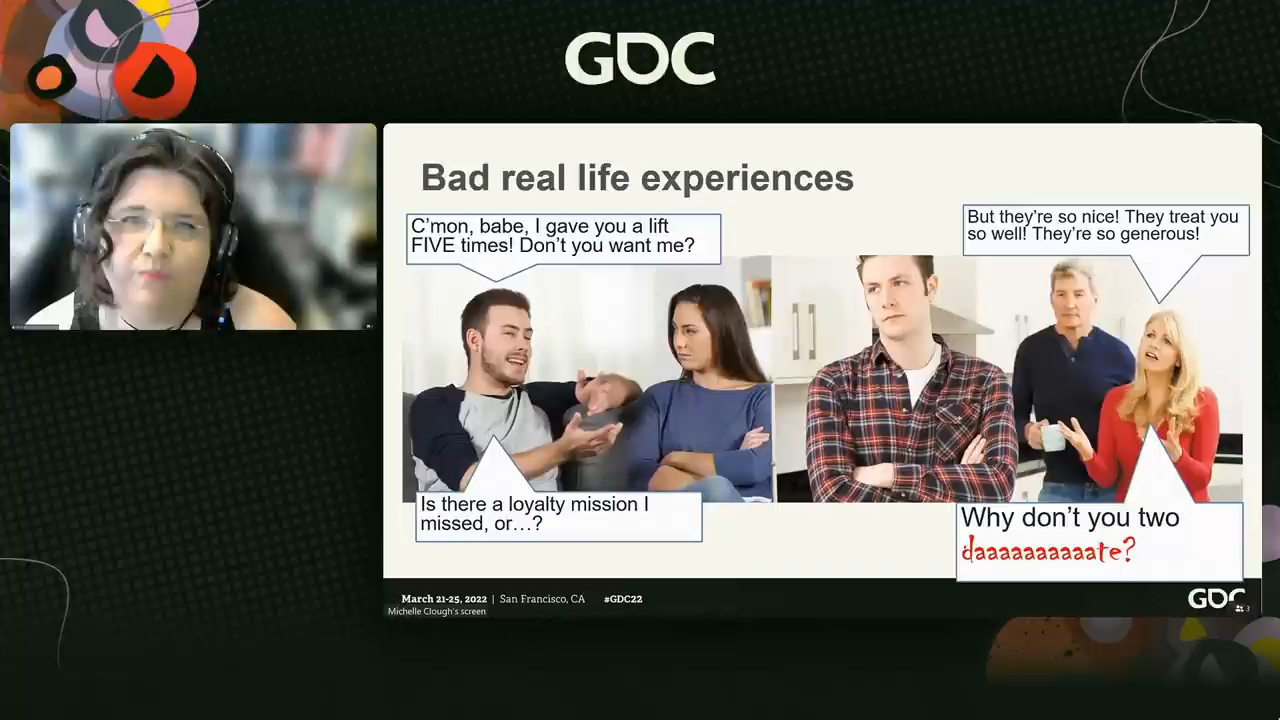 GDC
Bad real life experiences
C'mon, babe, I gave you a lift
FIVE times! Don't you want me?
But they're so nice! They treat you
so well! They're so generous!
Is there a loyalty mission I
missed, or…?
Why don't you two
daaaaaaaaaate?
March 21-25, 2022 | San Francisco, CA #GDC22
GDC
Michelle Clough's screen
3